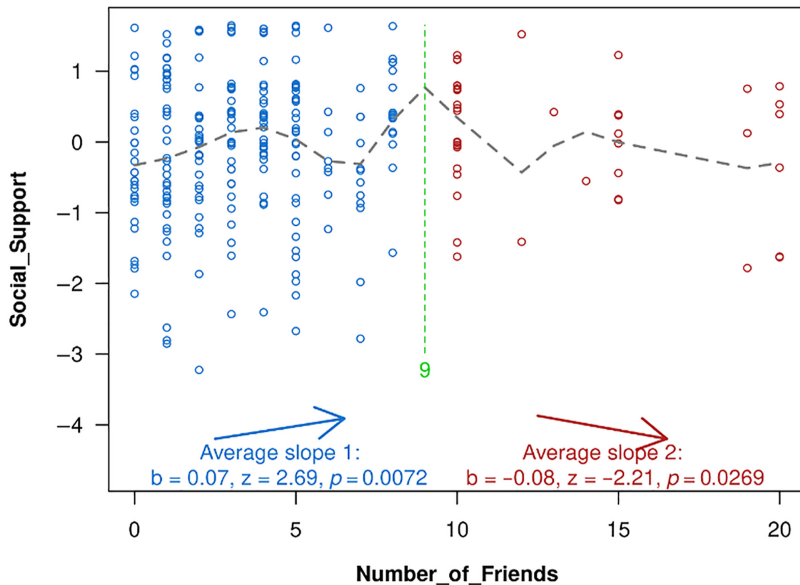 Social_Support
1
0
−1
−2
−3
−4
9
Average slope 1:
b = 0.07, z = 2.69, p = 0.0072
Average slope 2:
b = −0.08, z = −2.21, p = 0.0269
0 5 10 15 20
Number_of_Friends